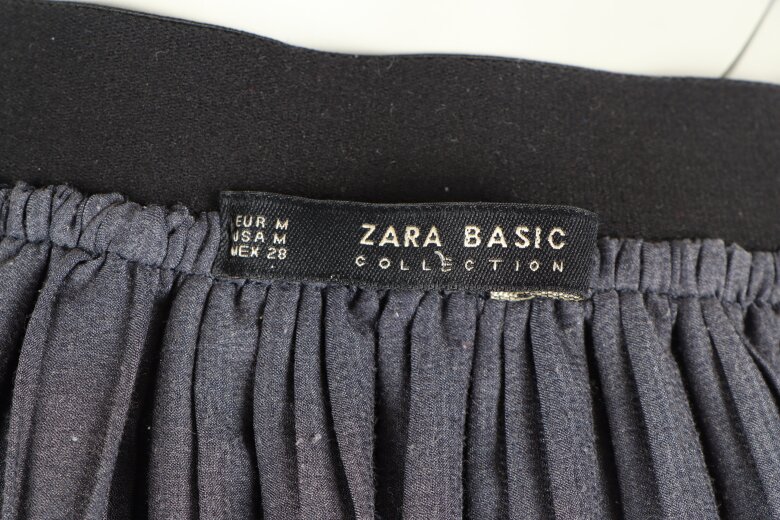 EUR M
USA M
MEX 28
ZARA BASIC
COLLECTION